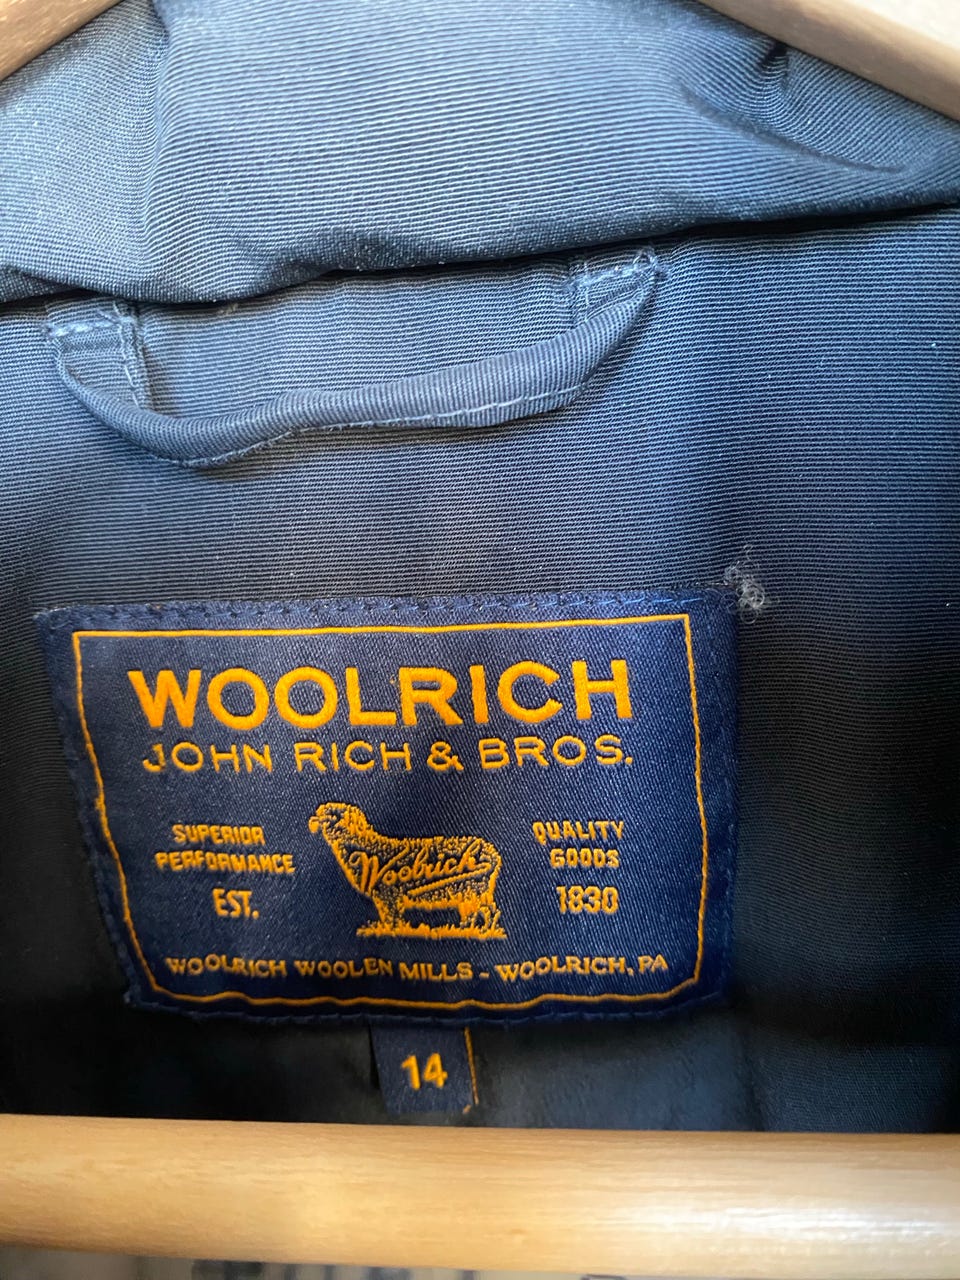 WOOLRICH
JOHN RICH & BROS.
SUPERIOR
PERFORMANCE
EST.
Woolrich
QUALITY
GOODS
1830
WOOLRICH WOOLEN MILLS - WOOLRICH, PA
14